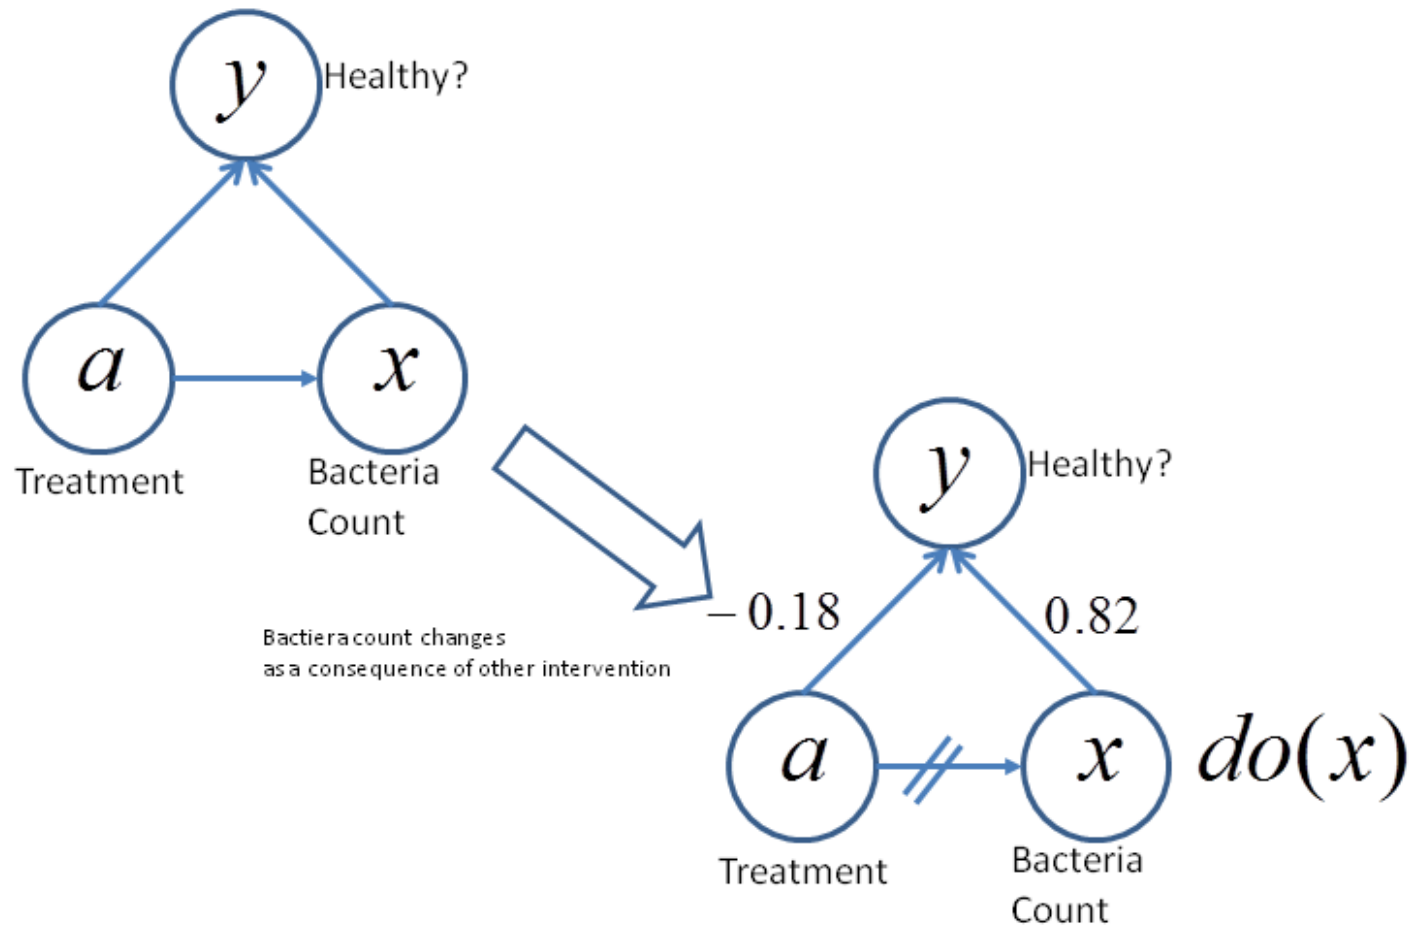 y
Healthy?
a
x
Treatment
Bacteria
Count
Bactiera count changes
as a consequence of other intervention
y
Healthy?
– 0.18
0.82
a
x
do(x)
Treatment
Bacteria
Count